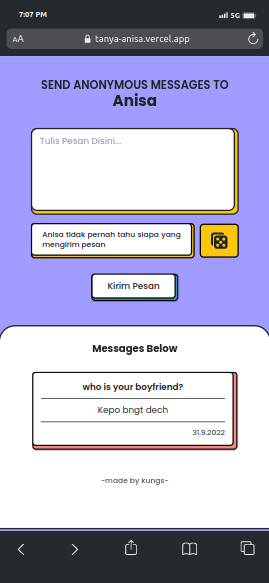 7:07 PM
5G
AA
tanya-anisa.vercel.app
SEND ANONYMOUS MESSAGES TO
Anisa
Tulis Pesan Disini...
Anisa tidak pernah tahu siapa yang
mengirim pesan
Kirim Pesan
Messages Below
who is your boyfriend?
Kepo bngt dech
31.9.2022
-made by kungs-